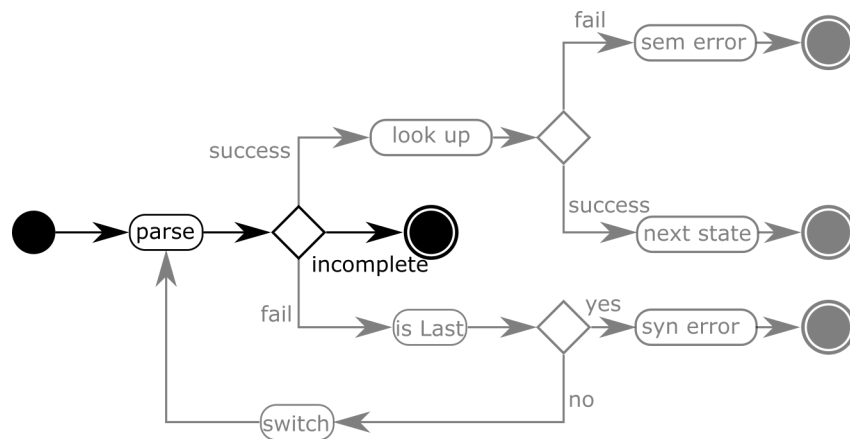 fail
sem error
look up
success
success
parse
next state
incomplete
fail
is Last
yes
syn error
no
switch